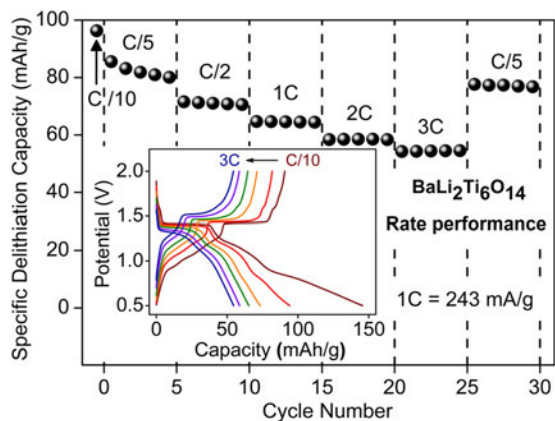 100
80
60
40
20
0
Specific Delithiation Capacity (mAh/g)
C/10
C/5
C/2
1C
2C
3C
C/5
3C
C/10
2.0
1.5
1.0
0.5
Potential (V)
0 50 100 150
Capacity (mAh/g)
BaLi₂Ti₆O₁₄
Rate performance
1C = 243 mA/g
0 5 10 15 20 25 30
Cycle Number